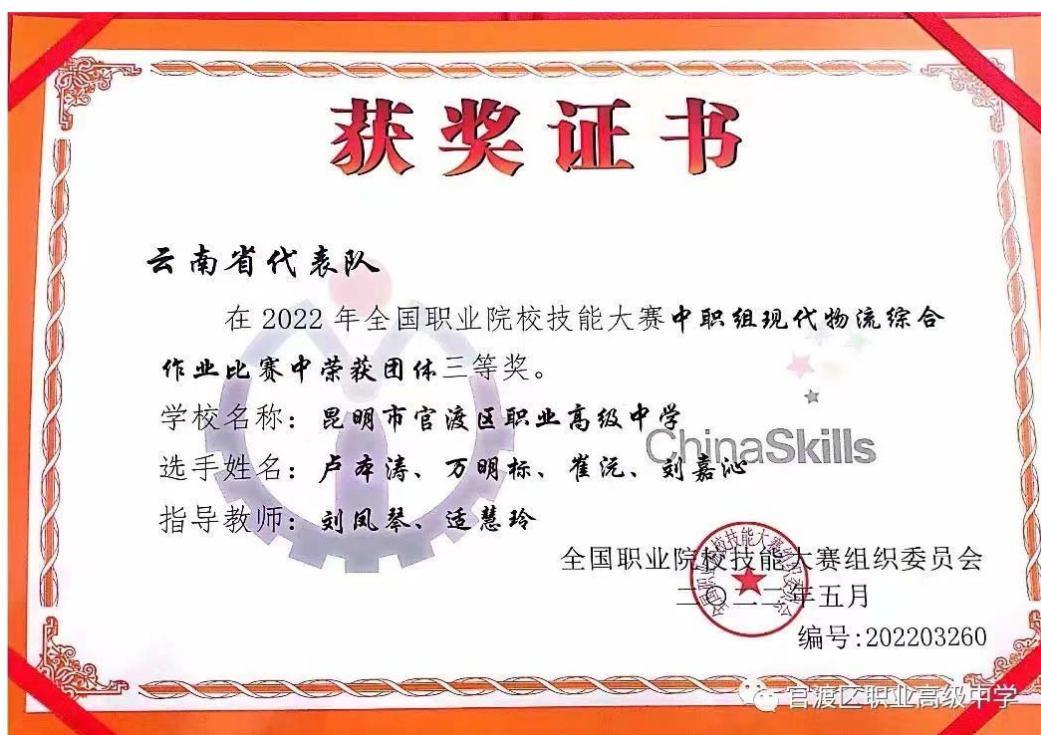 获奖证书
云南省代表队
在 2022 年全国职业院校技能大赛中职组现代物流综合
作业比赛中荣获团体三等奖。
学校名称：昆明市官渡区职业高级中学
ChinaSkills
选手姓名：卢本涛、万明标、崔沅、刘嘉沁
指导教师：刘凤琴、适慧玲
全国职业院校技能大赛组织委员会
二〇二二年五月
编号:202203260
官渡区职业高级中学